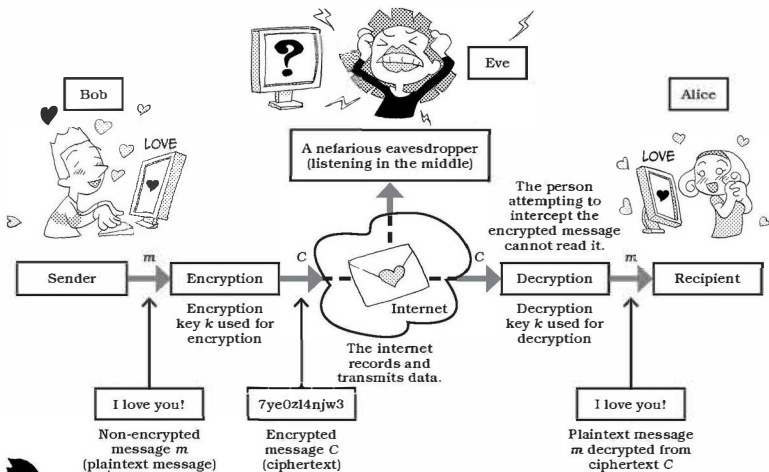 ?
Eve
Bob
Alice
LOVE
LOVE
A nefarious eavesdropper
(listening in the middle)
The person
attempting to
intercept the
encrypted message
cannot read it.
Sender
m
Encryption
C
Internet
C
Decryption
m
Recipient
Encryption
key k used for
encryption
Decryption
key k used for
decryption
The internet
records and
transmits data.
I love you!
7ye0zl4njw3
I love you!
Non-encrypted
message m
(plaintext message)
Encrypted
message C
(ciphertext)
Plaintext message
m decrypted from
ciphertext C